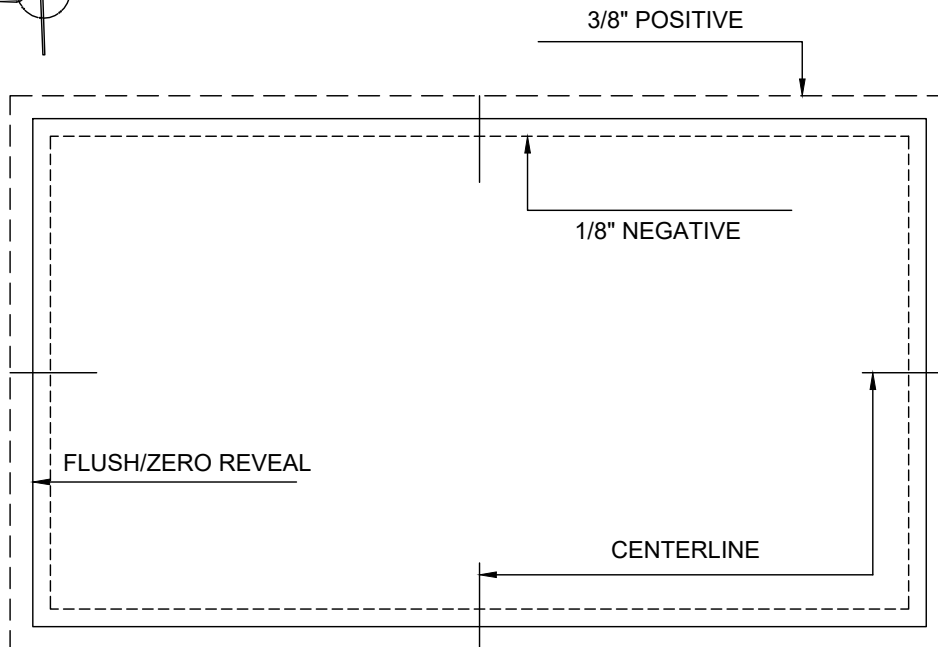 3/8" POSITIVE
1/8" NEGATIVE
FLUSH/ZERO REVEAL
CENTERLINE